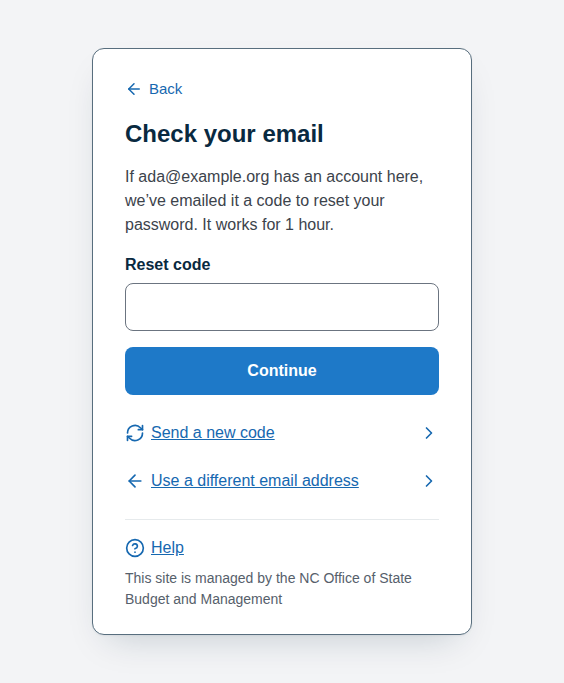 Back
Check your email
If ada@example.org has an account here,
we’ve emailed it a code to reset your
password. It works for 1 hour.
Reset code
Continue
Send a new code
Use a different email address
Help
This site is managed by the NC Office of State
Budget and Management